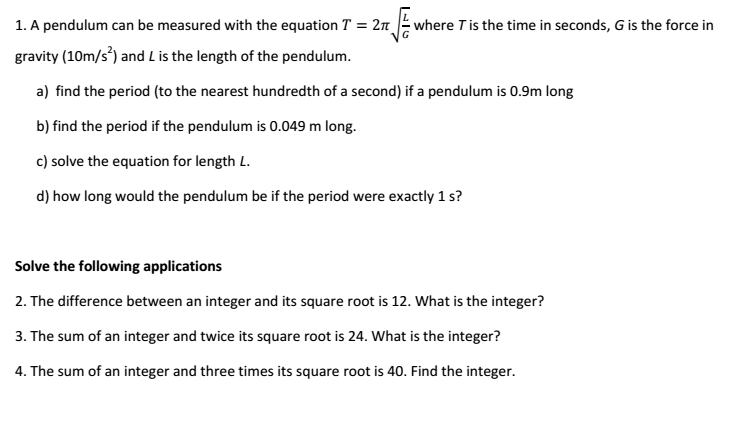 1. A pendulum can be measured with the equation T = 2π√(L/G) where T is the time in seconds, G is the force in
gravity (10m/s²) and L is the length of the pendulum.
a) find the period (to the nearest hundredth of a second) if a pendulum is 0.9m long
b) find the period if the pendulum is 0.049 m long.
c) solve the equation for length L.
d) how long would the pendulum be if the period were exactly 1 s?
Solve the following applications
2. The difference between an integer and its square root is 12. What is the integer?
3. The sum of an integer and twice its square root is 24. What is the integer?
4. The sum of an integer and three times its square root is 40. Find the integer.